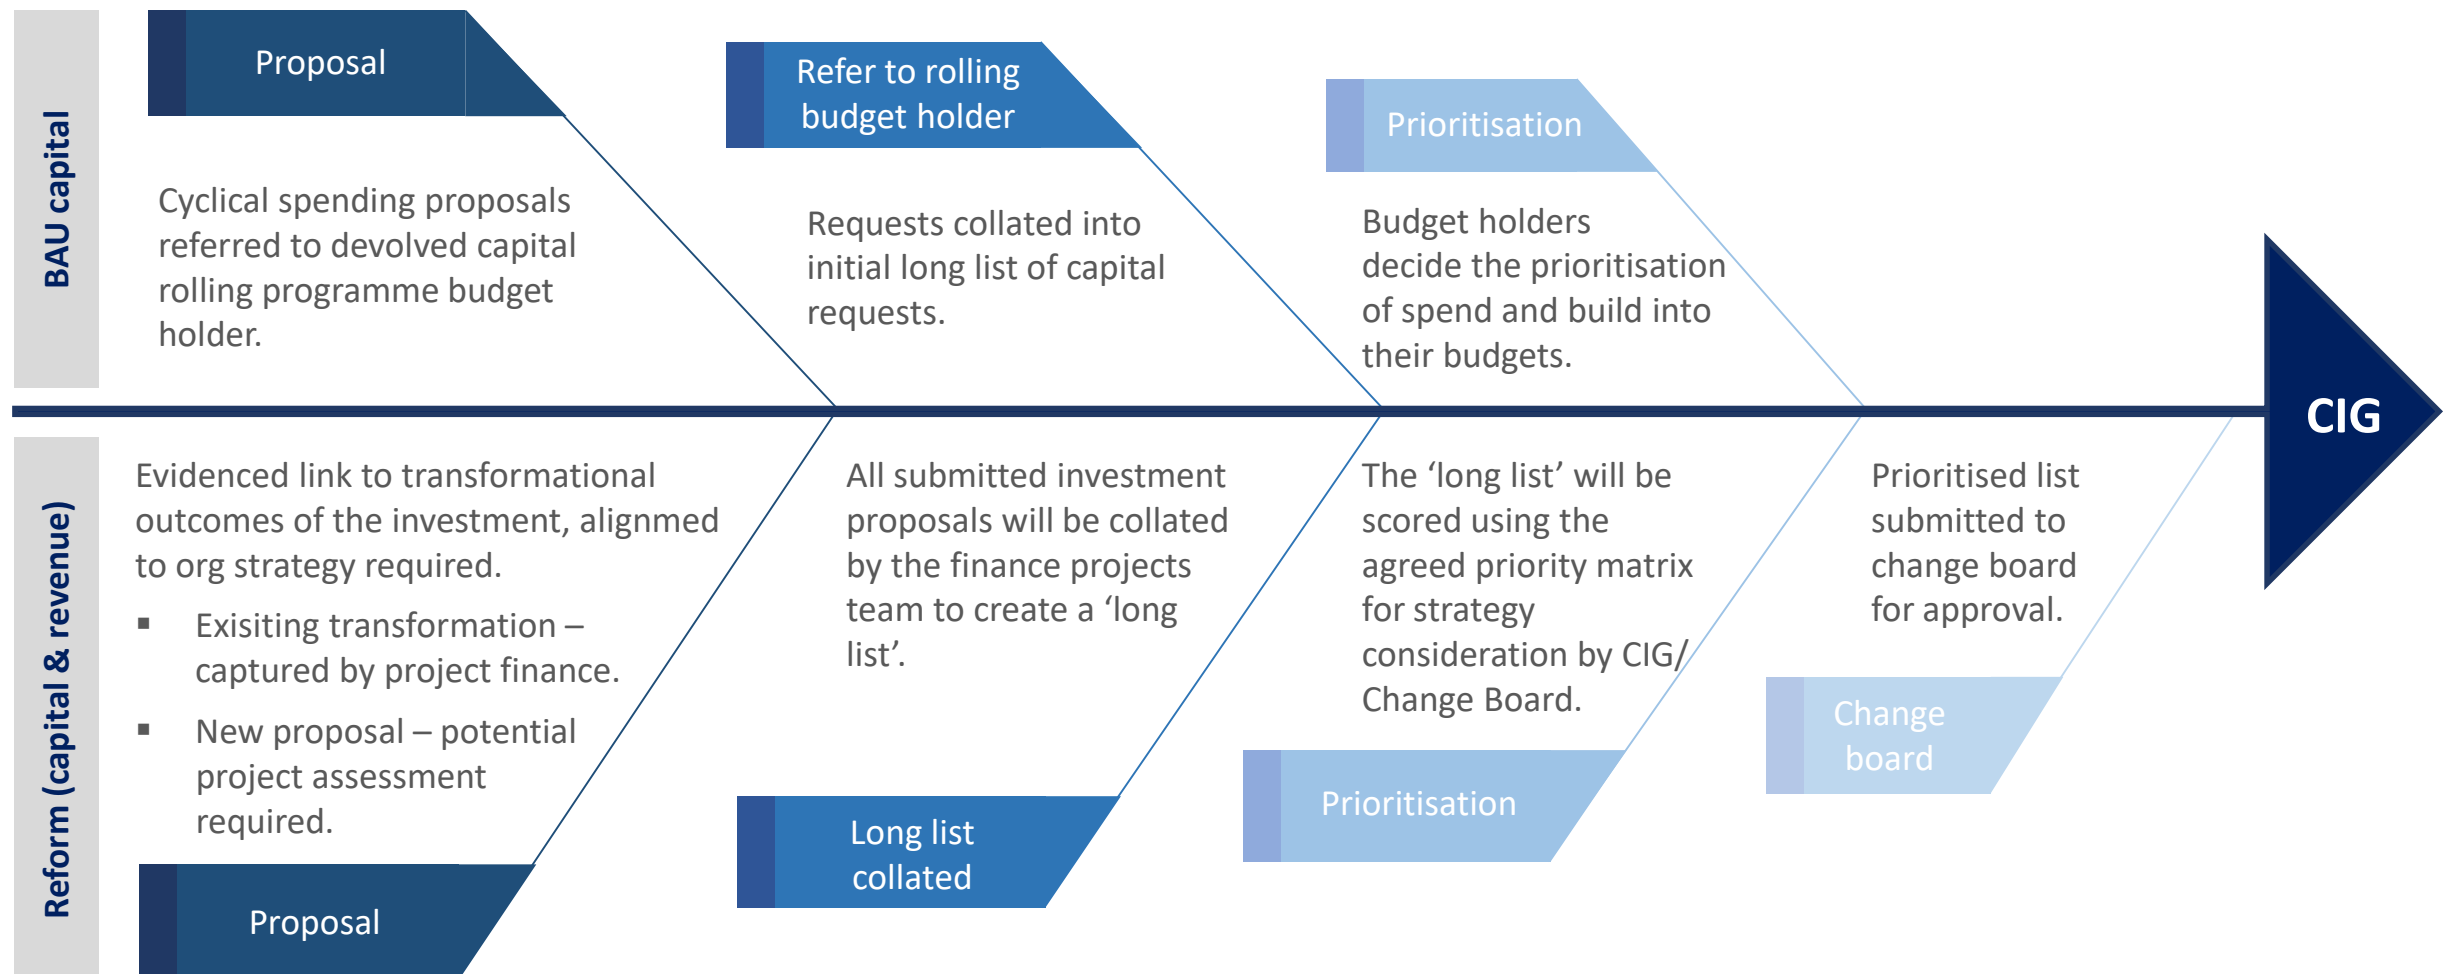 BAU capital
Proposal
Cyclical spending proposals
referred to devolved capital
rolling programme budget
holder.
Refer to rolling
budget holder
Requests collated into
initial long list of capital
requests.
Prioritisation
Budget holders
decide the prioritisation
of spend and build into
their budgets.
CIG
Reform (capital & revenue)
Evidenced link to transformational
outcomes of the investment, alignmed
to org strategy required.
▪ Exisiting transformation –
captured by project finance.
▪ New proposal – potential
project assessment
required.
Proposal
All submitted investment
proposals will be collated
by the finance projects
team to create a ‘long
list’.
Long list
collated
The ‘long list’ will be
scored using the
agreed priority matrix
for strategy
consideration by CIG/
Change Board.
Prioritisation
Prioritised list
submitted to
change board
for approval.
Change
board